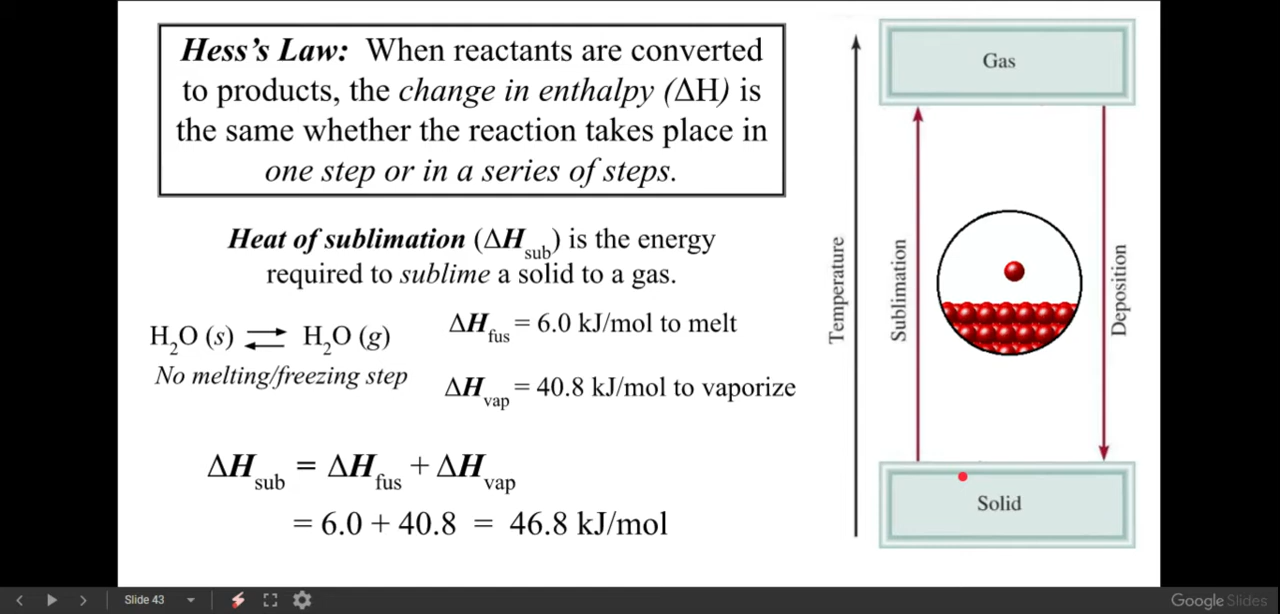 Hess’s Law: When reactants are converted
to products, the change in enthalpy (ΔH) is
the same whether the reaction takes place in
one step or in a series of steps.
Heat of sublimation (ΔHsub) is the energy
required to sublime a solid to a gas.
H₂O (s) ⇌ H₂O (g)
No melting/freezing step
ΔHfus = 6.0 kJ/mol to melt
ΔHvap = 40.8 kJ/mol to vaporize
ΔHsub = ΔHfus + ΔHvap
= 6.0 + 40.8 = 46.8 kJ/mol
Gas
Temperature
Sublimation
Deposition
Solid
Slide 43
Google Slides